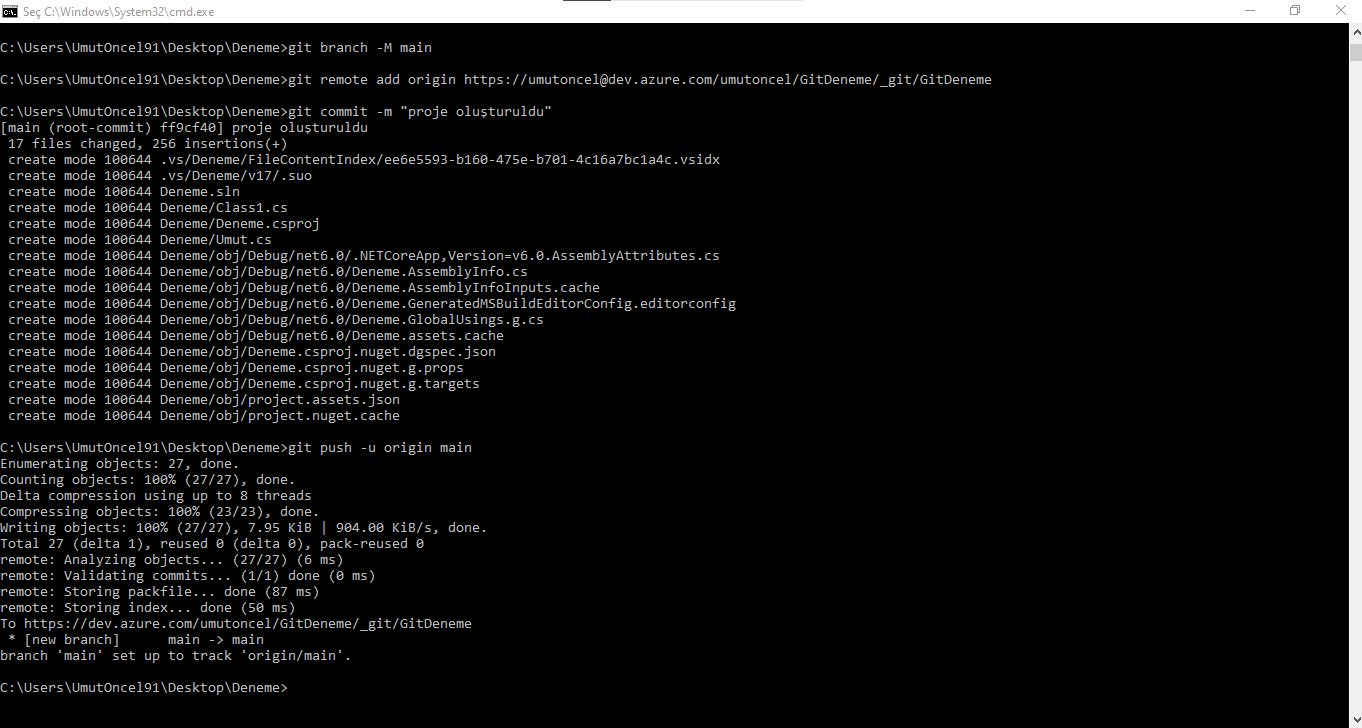 Seç C:\Windows\System32\cmd.exe
C:\Users\UmutOncel91\Desktop\Deneme>git branch -M main
C:\Users\UmutOncel91\Desktop\Deneme>git remote add origin https://umutoncel@dev.azure.com/umutoncel/GitDeneme/_git/GitDeneme
C:\Users\UmutOncel91\Desktop\Deneme>git commit -m "proje oluşturuldu"
[main (root-commit) ff9cf40] proje oluşturuldu
 17 files changed, 256 insertions(+)
 create mode 100644 .vs/Deneme/FileContentIndex/ee6e5593-b160-475e-b701-4c16a7bc1a4c.vsidx
 create mode 100644 .vs/Deneme/v17/.suo
 create mode 100644 Deneme.sln
 create mode 100644 Deneme/Class1.cs
 create mode 100644 Deneme/Deneme.csproj
 create mode 100644 Deneme/Umut.cs
 create mode 100644 Deneme/obj/Debug/net6.0/.NETCoreApp,Version=v6.0.AssemblyAttributes.cs
 create mode 100644 Deneme/obj/Debug/net6.0/Deneme.AssemblyInfo.cs
 create mode 100644 Deneme/obj/Debug/net6.0/Deneme.AssemblyInfoInputs.cache
 create mode 100644 Deneme/obj/Debug/net6.0/Deneme.GeneratedMSBuildEditorConfig.editorconfig
 create mode 100644 Deneme/obj/Debug/net6.0/Deneme.GlobalUsings.g.cs
 create mode 100644 Deneme/obj/Debug/net6.0/Deneme.assets.cache
 create mode 100644 Deneme/obj/Deneme.csproj.nuget.dgspec.json
 create mode 100644 Deneme/obj/Deneme.csproj.nuget.g.props
 create mode 100644 Deneme/obj/Deneme.csproj.nuget.g.targets
 create mode 100644 Deneme/obj/project.assets.json
 create mode 100644 Deneme/obj/project.nuget.cache
C:\Users\UmutOncel91\Desktop\Deneme>git push -u origin main
Enumerating objects: 27, done.
Counting objects: 100% (27/27), done.
Delta compression using up to 8 threads
Compressing objects: 100% (23/23), done.
Writing objects: 100% (27/27), 7.95 KiB | 904.00 KiB/s, done.
Total 27 (delta 1), reused 0 (delta 0), pack-reused 0
remote: Analyzing objects... (27/27) (6 ms)
remote: Validating commits... (1/1) done (0 ms)
remote: Storing packfile... done (87 ms)
remote: Storing index... done (50 ms)
To https://dev.azure.com/umutoncel/GitDeneme/_git/GitDeneme
 * [new branch]      main -> main
branch 'main' set up to track 'origin/main'.
C:\Users\UmutOncel91\Desktop\Deneme>